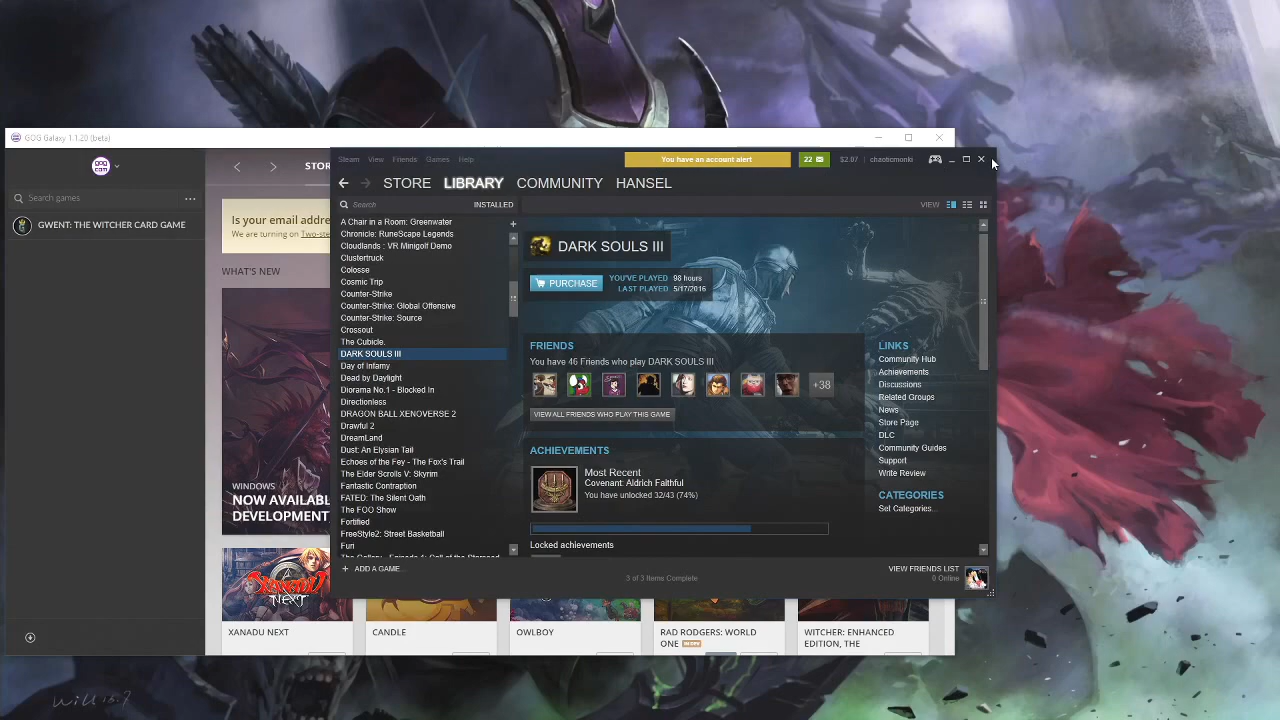 GOG Galaxy 1.1.20 (beta)
GOG COM
Search games
GWENT: THE WITCHER CARD GAME
STOR
Is your email addre
We are turning on Two-ste
WHAT'S NEW
WINDOWS
NOW AVAILABL
DEVELOPMENT
XANADU
NEXT
XANADU NEXT
CANDLE
OWLBOY
RAD RODGERS: WORLD
ONE
WITCHER: ENHANCED
EDITION, THE
Steam View Friends Games Help
You have an account alert
22
$2.07
chaoticmonki
STORE LIBRARY COMMUNITY HANSEL
Search
INSTALLED
VIEW
A Chair in a Room: Greenwater
Chronicle: RuneScape Legends
Cloudlands : VR Minigolf Demo
Clustertruck
Colosse
Cosmic Trip
Counter-Strike
Counter-Strike: Global Offensive
Counter-Strike: Source
Crossout
The Cubicle.
DARK SOULS III
Day of Infamy
Dead by Daylight
Diorama No.1 - Blocked In
Directionless
DRAGON BALL XENOVERSE 2
Drawful 2
DreamLand
Dust: An Elysian Tail
Echoes of the Fey - The Fox's Trail
The Elder Scrolls V: Skyrim
Fantastic Contraption
FATED: The Silent Oath
The FOO Show
Fortified
FreeStyle2: Street Basketball
Fun
+ ADD A GAME...
DARK SOULS III
PURCHASE
YOU'VE PLAYED 98 hours
LAST PLAYED 5/17/2016
FRIENDS
You have 46 Friends who play DARK SOULS III
+38
VIEW ALL FRIENDS WHO PLAY THIS GAME
ACHIEVEMENTS
Most Recent
Covenant: Aldrich Faithful
You have unlocked 32/43 (74%)
Locked achievements
LINKS
Community Hub
Achievements
Discussions
Related Groups
News
Store Page
DLC
Community Guides
Support
Write Review
CATEGORIES
Set Categories...
3 of 3 Items Complete
VIEW FRIENDS LIST
0 Online